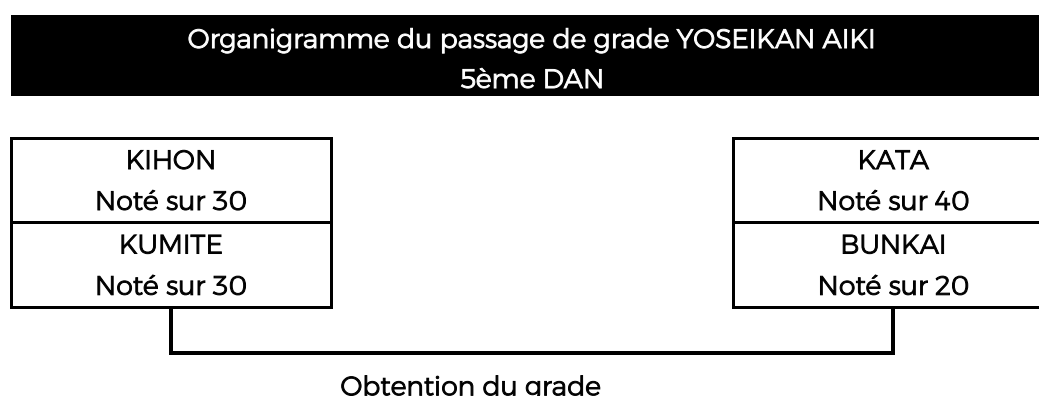 Organigramme du passage de grade YOSEIKAN AIKI
5ème DAN
KIHON
Noté sur 30
KUMITE
Noté sur 30
KATA
Noté sur 40
BUNKAI
Noté sur 20
Obtention du grade